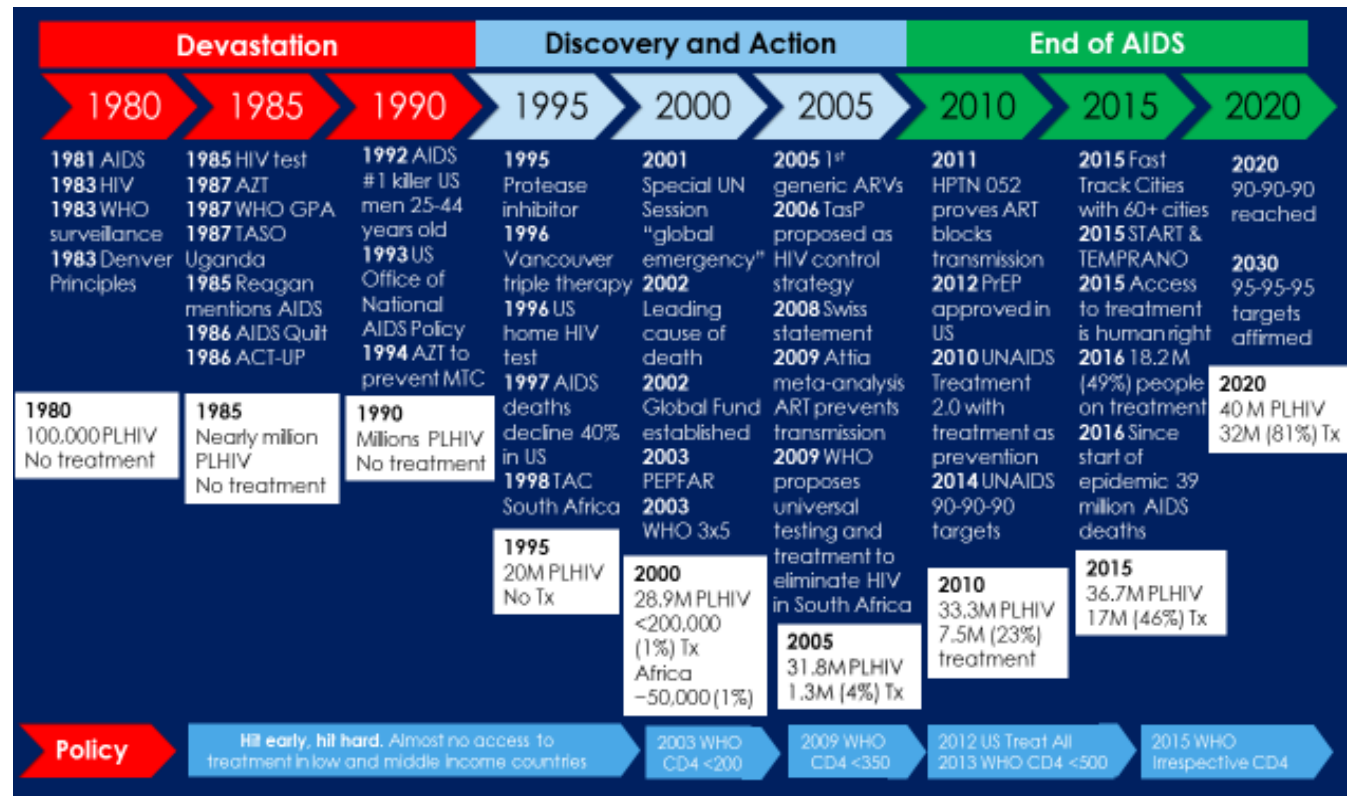 Devastation
Discovery and Action
End of AIDS
1980
1985
1990
1995
2000
2005
2010
2015
2020
1981 AIDS
1983 HIV
1983 WHO
surveillance
1983 Denver
Principles
1980
100,000 PLHIV
No treatment
1985 HIV test
1987 AZT
1987 WHO GPA
1987 TASO
Uganda
1985 Reagan
mentions AIDS
1986 AIDS Quilt
1986 ACT-UP
1985
Nearly million
PLHIV
No treatment
1992 AIDS
#1 killer US
men 25-44
years old
1993 US
Office of
National
AIDS Policy
1994 AZT to
prevent MTC
1990
Millions PLHIV
No treatment
1995
Protease
inhibitor
1996
Vancouver
triple therapy
1996 US
home HIV
test
1997 AIDS
deaths
decline 40%
in US
1998 TAC
South Africa
1995
20M PLHIV
No Tx
2001
Special UN
Session
“global
emergency”
2002
Leading
cause of
death
2002
Global Fund
established
2003
PEPFAR
2003
WHO 3x5
2000
28.9M PLHIV
<200,000
(1%) Tx
Africa
~50,000 (1%)
2005 1st
generic ARVs
2006 TasP
proposed as
HIV control
strategy
2008 Swiss
statement
2009 Attia
meta-analysis
ART prevents
transmission
2009 WHO
proposes
universal
testing and
treatment to
eliminate HIV
in South Africa
2005
31.8M PLHIV
1.3M (4%) Tx
2011
HPTN 052
proves ART
blocks
transmission
2012 PrEP
approved in
US
2010 UNAIDS
Treatment
2.0 with
treatment as
prevention
2014 UNAIDS
90-90-90
targets
2010
33.3M PLHIV
7.5M (23%)
treatment
2015 Fast
Track Cities
with 60+ cities
2015 START &
TEMPRANO
2015 Access
to treatment
is human right
2016 18.2M
(49%) people
on treatment
2016 Since
start of
epidemic 39
million AIDS
deaths
2015
36.7M PLHIV
17M (46%) Tx
2020
90-90-90
reached
2030
95-95-95
targets
affirmed
2020
40 M PLHIV
32M (81%) Tx
Policy
Hit early, hit hard. Almost no access to
treatment in low and middle income countries
2003 WHO
CD4 <200
2009 WHO
CD4 <350
2012 US Treat All
2013 WHO CD4 <500
2015 WHO
Irrespective CD4